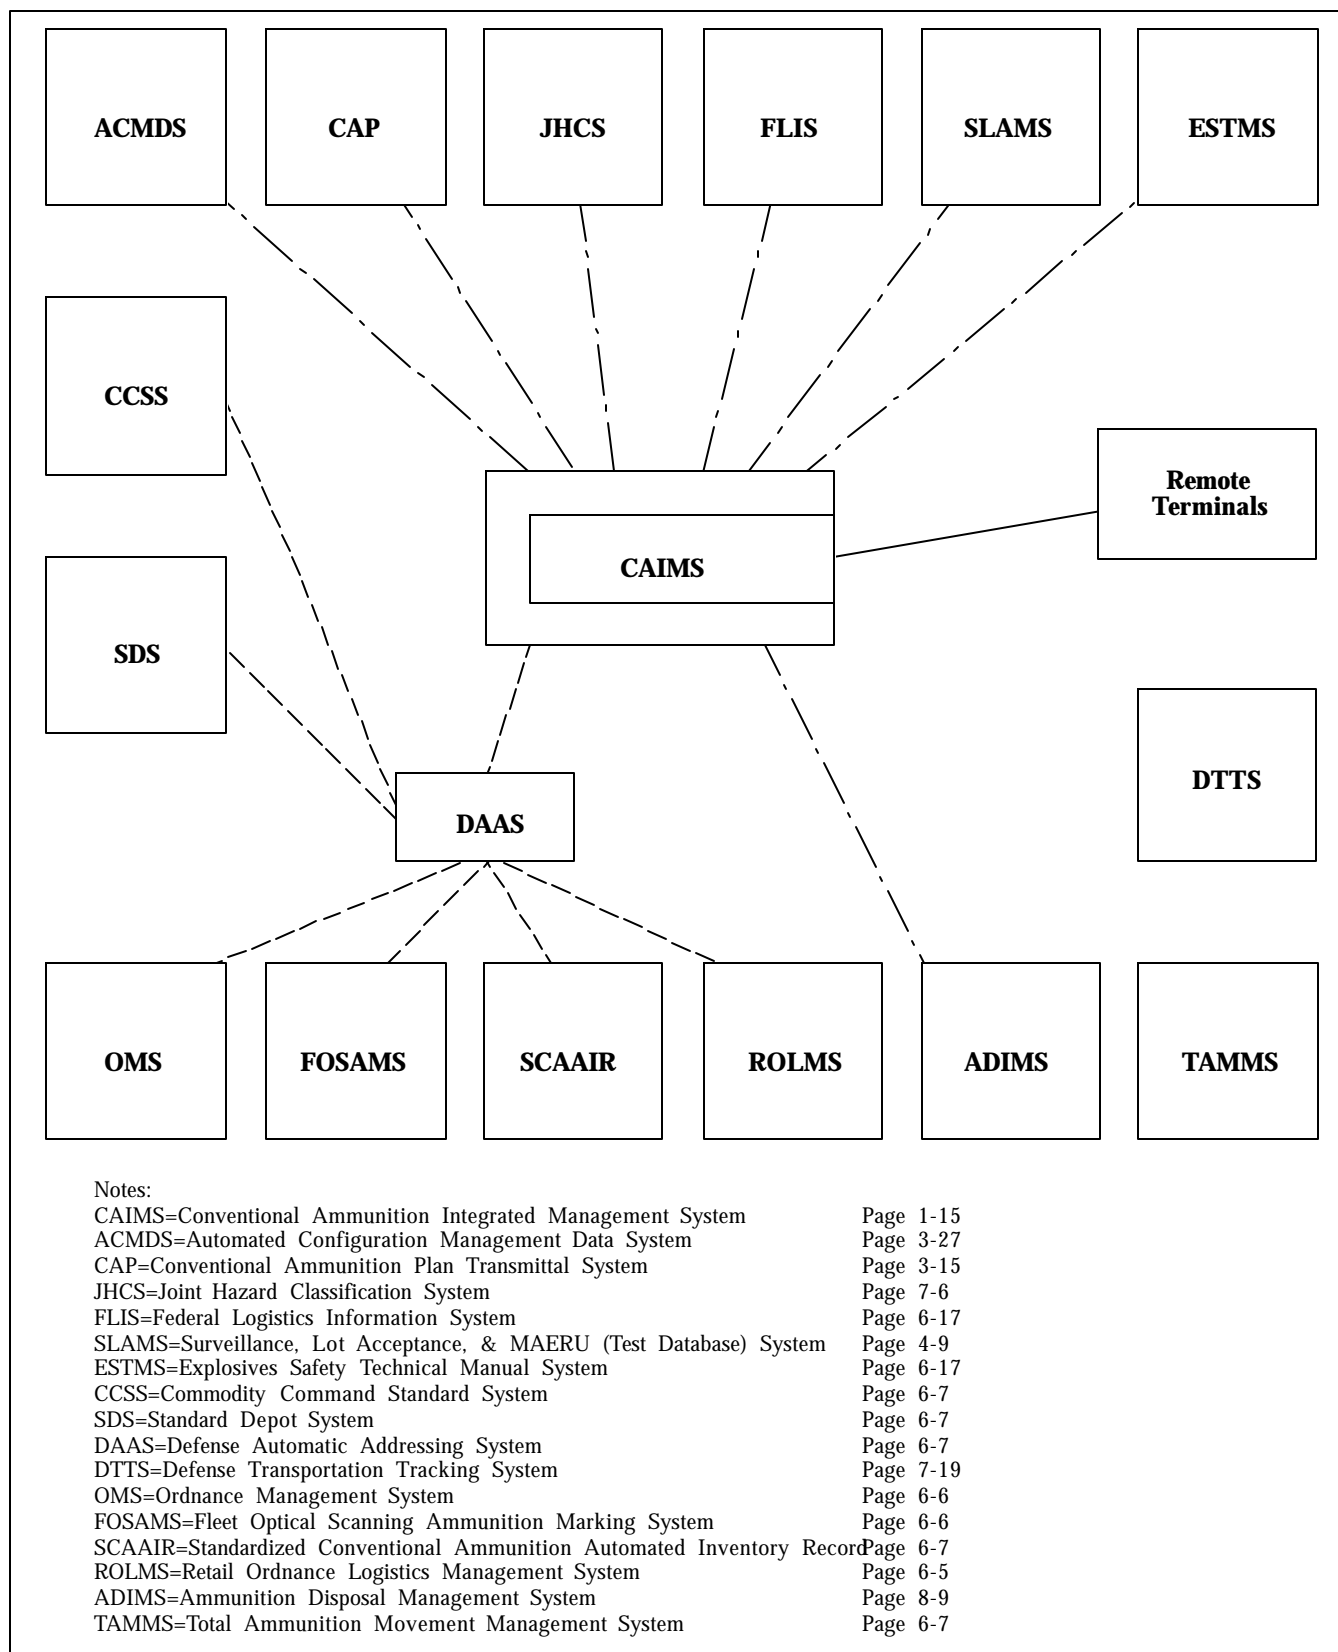 ACMDS CAP JHCS FLIS SLAMS ESTMS
CCSS
Remote
Terminals
CAIMS
SDS
DTTS
DAAS
OMS FOSAMS SCAAIR ROLMS ADIMS TAMMS
Notes:
CAIMS=Conventional Ammunition Integrated Management System Page 1-15
ACMDS=Automated Configuration Management Data System Page 3-27
CAP=Conventional Ammunition Plan Transmittal System Page 3-15
JHCS=Joint Hazard Classification System Page 7-6
FLIS=Federal Logistics Information System Page 6-17
SLAMS=Surveillance, Lot Acceptance, & MAERU (Test Database) System Page 4-9
ESTMS=Explosives Safety Technical Manual System Page 6-17
CCSS=Commodity Command Standard System Page 6-7
SDS=Standard Depot System Page 6-7
DAAS=Defense Automatic Addressing System Page 6-7
DTTS=Defense Transportation Tracking System Page 7-19
OMS=Ordnance Management System Page 6-6
FOSAMS=Fleet Optical Scanning Ammunition Marking System Page 6-6
SCAAIR=Standardized Conventional Ammunition Automated Inventory Record Page 6-7
ROLMS=Retail Ordnance Logistics Management System Page 6-5
ADIMS=Ammunition Disposal Management System Page 8-9
TAMMS=Total Ammunition Movement Management System Page 6-7